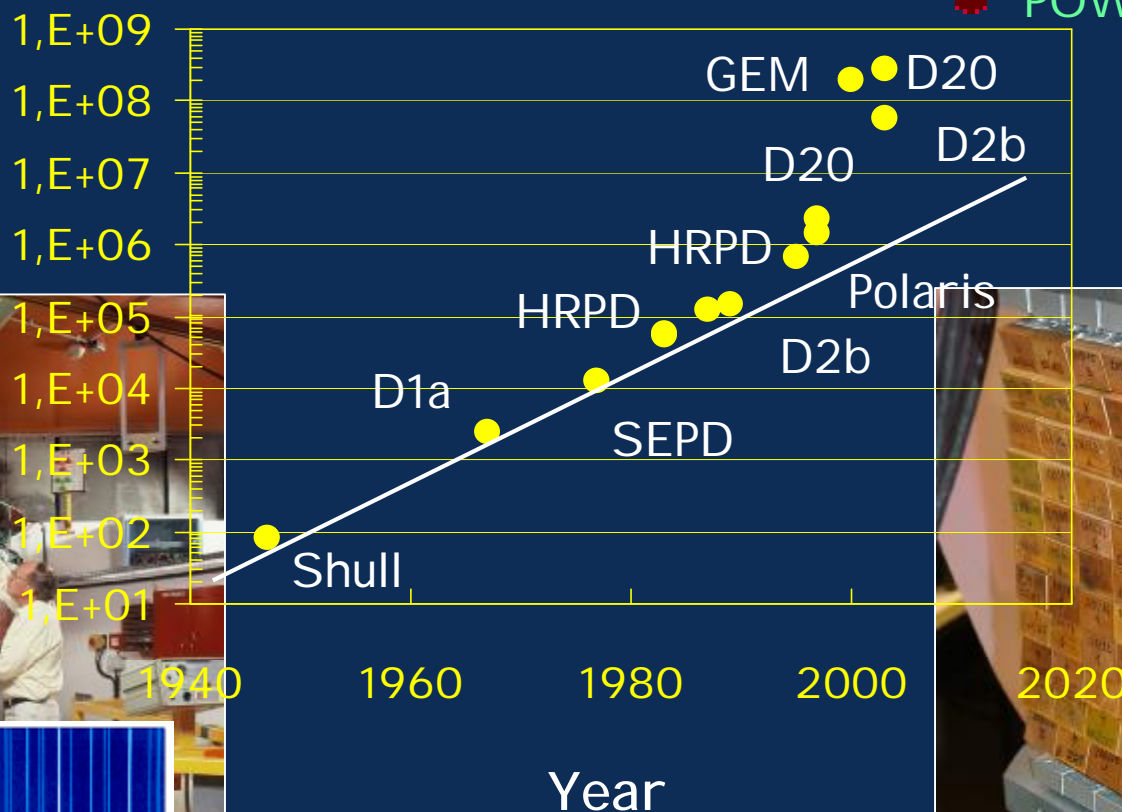 POW
1,E+09
GEM
D20
1,E+08
D2b
D20
1,E+07
HRPD
1,E+06
Polaris
HRPD
1,E+05
D2b
D1a
1,E+04
SEPD
1,E+03
1,E+02
Shull
1,E+01
1940 1960 1980 2000 2020
Year